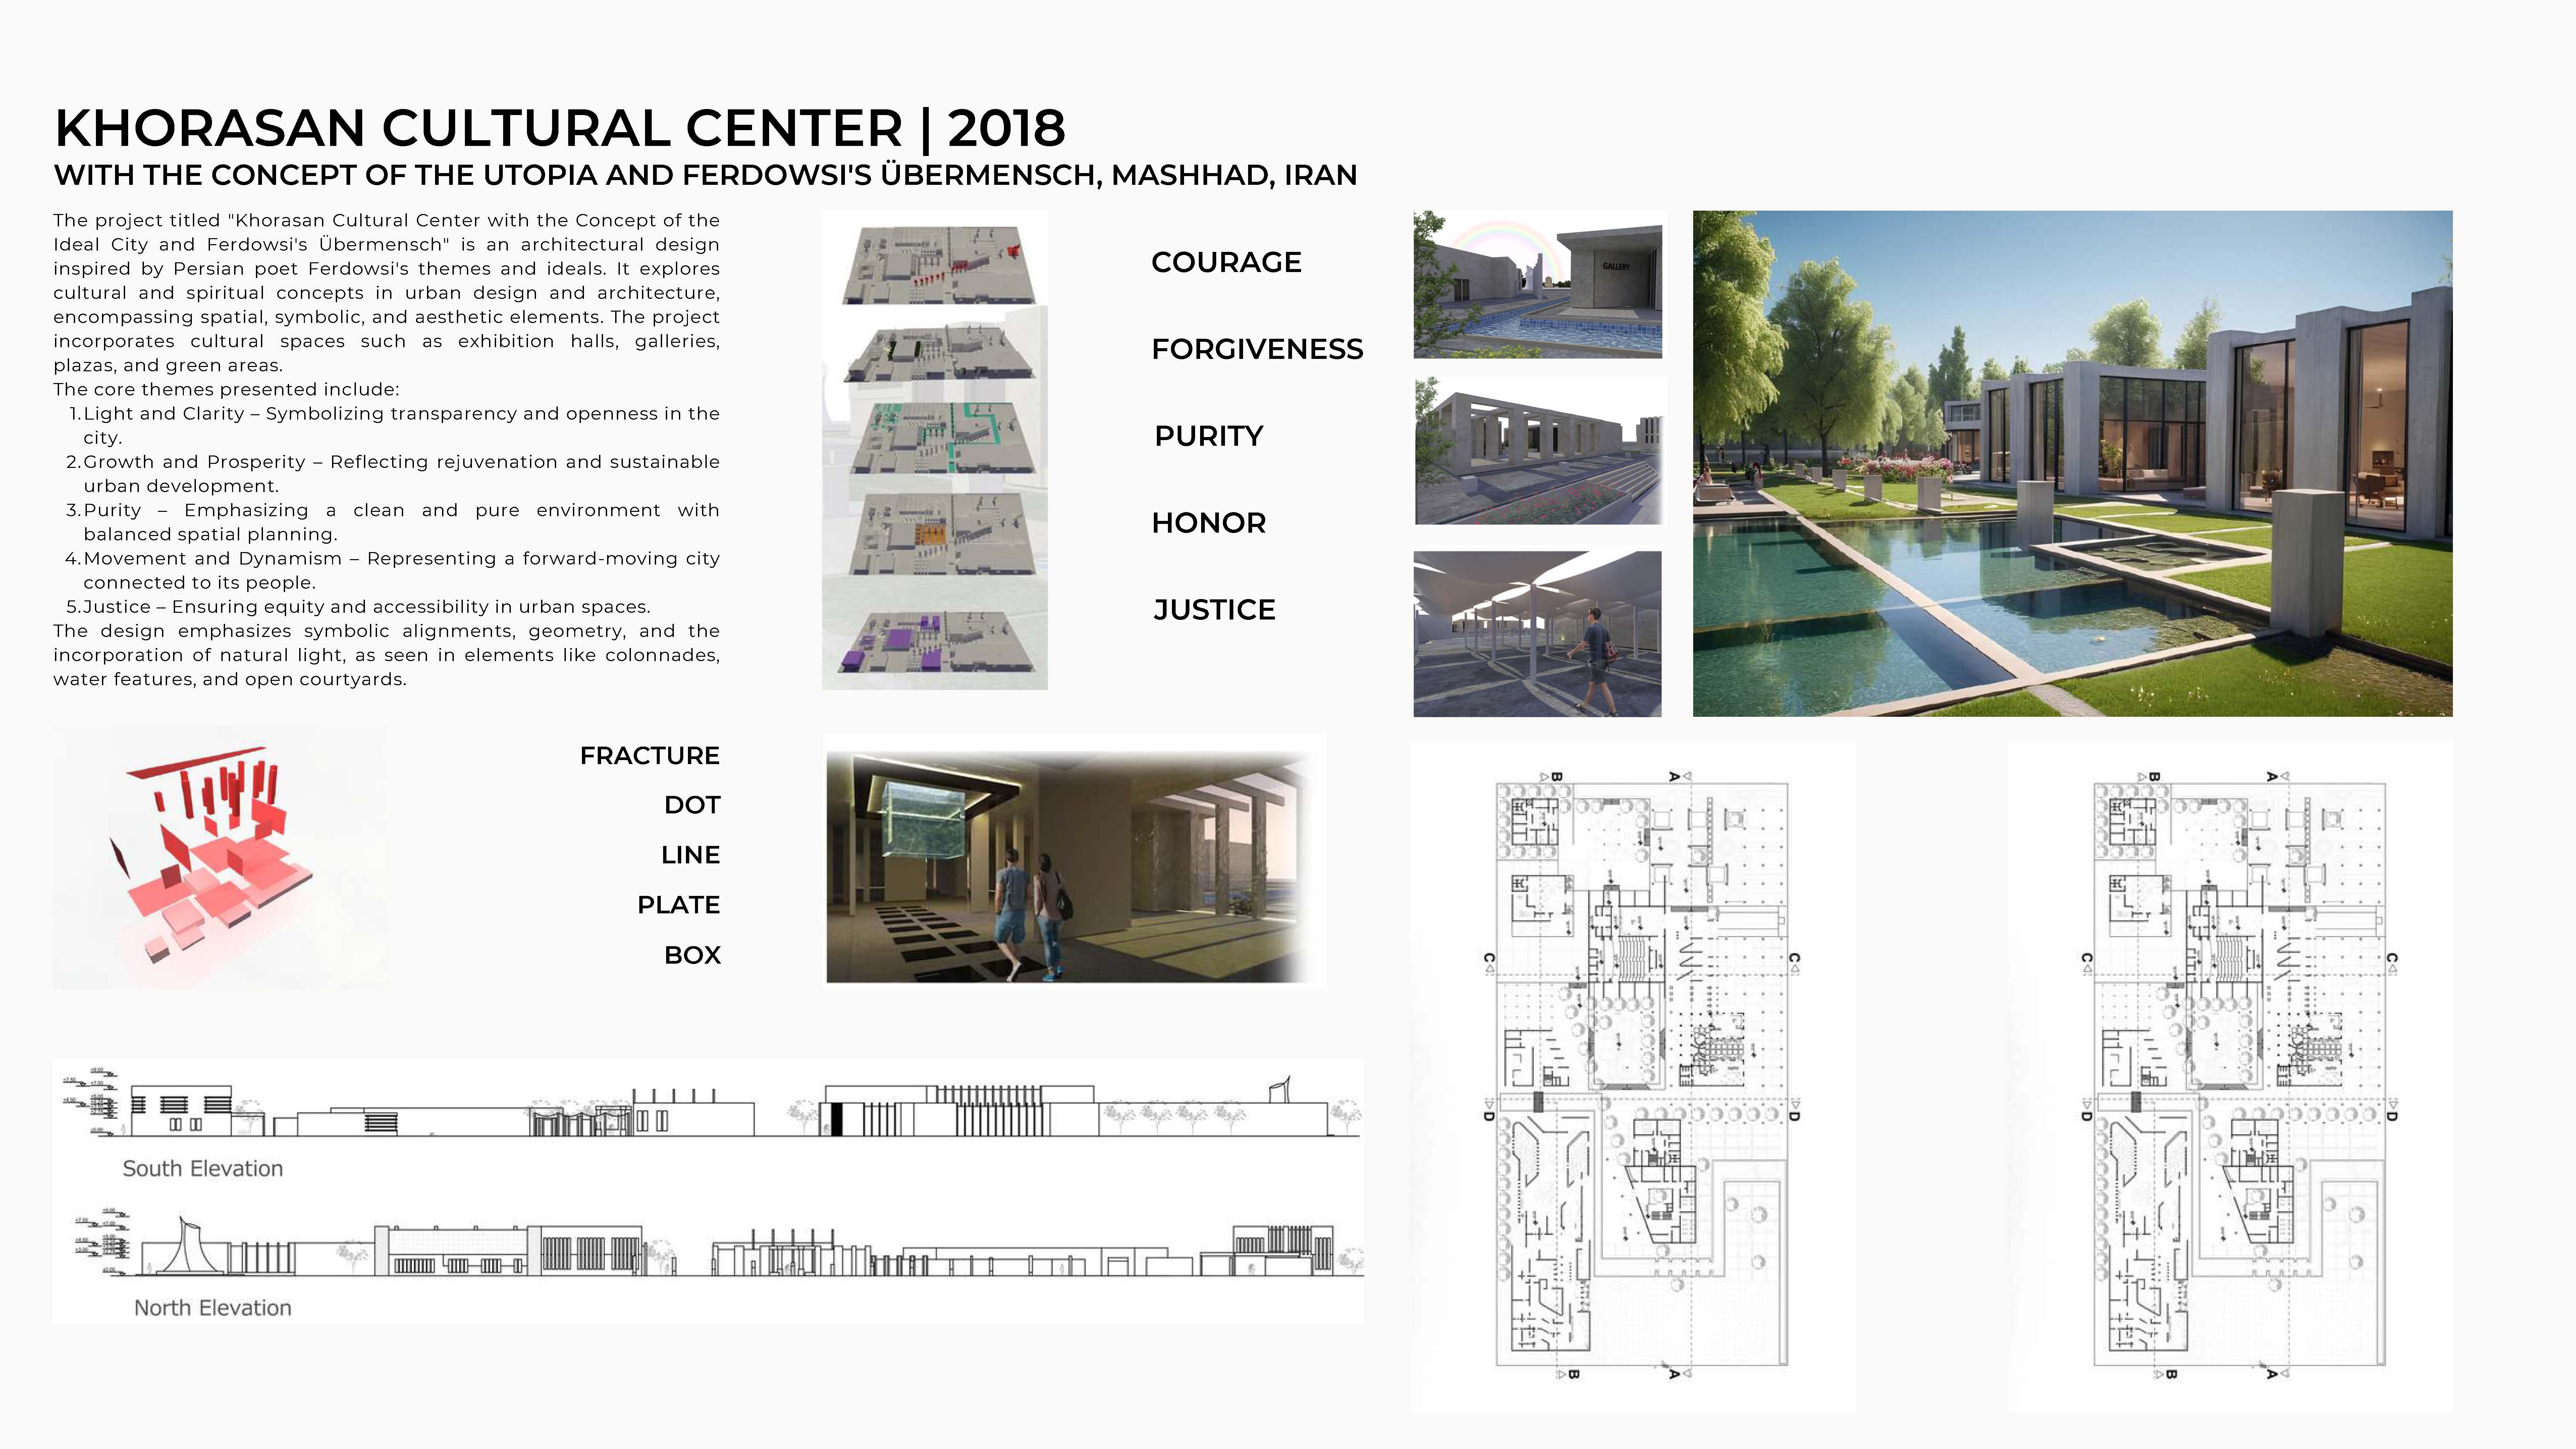 KHORASAN CULTURAL CENTER | 2018
WITH THE CONCEPT OF THE UTOPIA AND FERDOWSI'S ÜBERMENSCH, MASHHAD, IRAN
The project titled "Khorasan Cultural Center with the Concept of the
Ideal City and Ferdowsi's Übermensch" is an architectural design
inspired by Persian poet Ferdowsi's themes and ideals. It explores
cultural and spiritual concepts in urban design and architecture,
encompassing spatial, symbolic, and aesthetic elements. The project
incorporates cultural spaces such as exhibition halls, galleries,
plazas, and green areas.
The core themes presented include:
1. Light and Clarity – Symbolizing transparency and openness in the
city.
2. Growth and Prosperity – Reflecting rejuvenation and sustainable
urban development.
3. Purity – Emphasizing a clean and pure environment with
balanced spatial planning.
4. Movement and Dynamism – Representing a forward-moving city
connected to its people.
5. Justice – Ensuring equity and accessibility in urban spaces.
The design emphasizes symbolic alignments, geometry, and the
incorporation of natural light, as seen in elements like colonnades,
water features, and open courtyards.
COURAGE
FORGIVENESS
PURITY
HONOR
JUSTICE
GALLERY
FRACTURE
DOT
LINE
PLATE
BOX
South Elevation
North Elevation
B A
C C
D D
B A
B A
C C
D D
B A